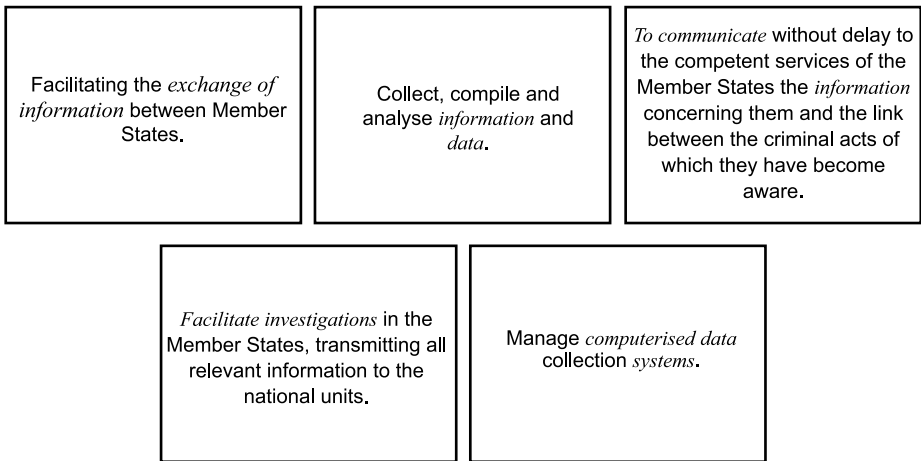 Facilitating the exchange of
information between Member
States.
Collect, compile and
analyse information and
data.
To communicate without delay to
the competent services of the
Member States the information
concerning them and the link
between the criminal acts of
which they have become
aware.
Facilitate investigations in the
Member States, transmitting all
relevant information to the
national units.
Manage computerised data
collection systems.